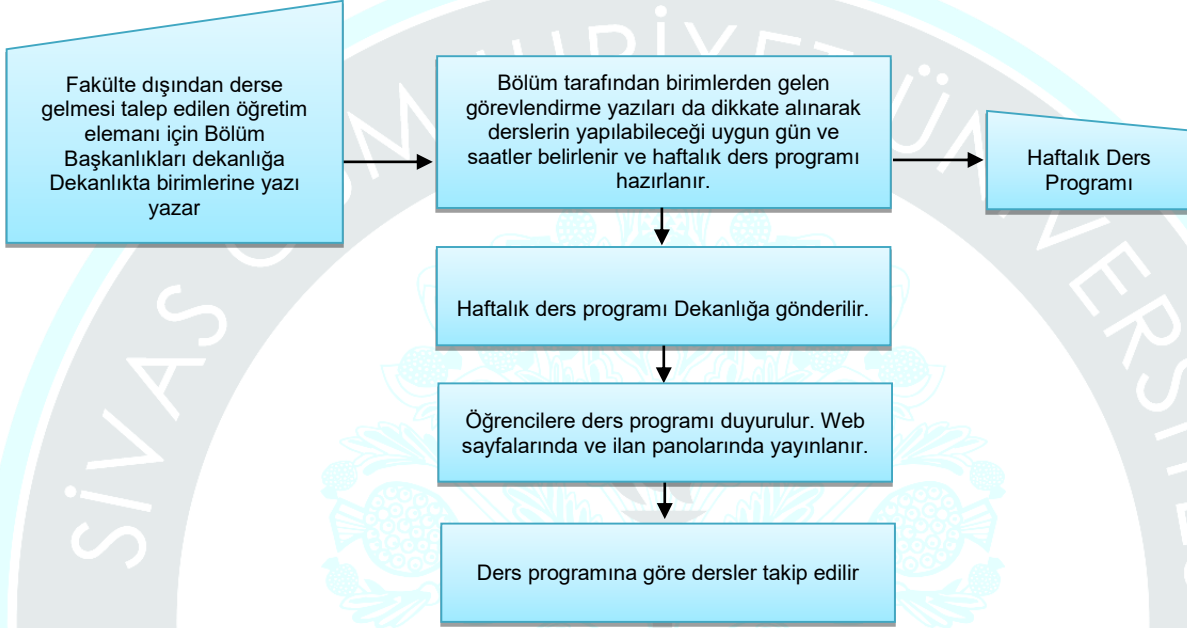 Fakülte dışından derse
gelmesi talep edilen öğretim
elemanı için Bölüm
Başkanlıkları dekanlığa
Dekanlıkta birimlerine yazı
yazar
Bölüm tarafından birimlerden gelen
görevlendirme yazıları da dikkate alınarak
derslerin yapılabileceği uygun gün ve
saatler belirlenir ve haftalık ders programı
hazırlanır.
Haftalık Ders
Programı
Haftalık ders programı Dekanlığa gönderilir.
Öğrencilere ders programı duyurulur. Web
sayfalarında ve ilan panolarında yayınlanır.
Ders programına göre dersler takip edilir